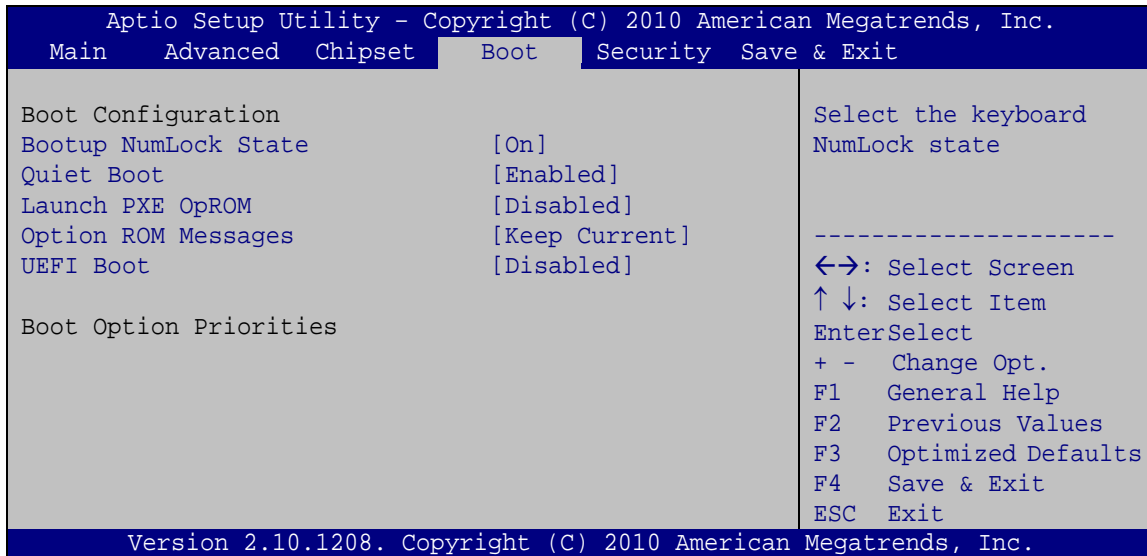 Aptio Setup Utility – Copyright (C) 2010 American Megatrends, Inc.
Main Advanced Chipset Boot Security Save & Exit
Boot Configuration
Bootup NumLock State [On]
Quiet Boot [Enabled]
Launch PXE OpROM [Disabled]
Option ROM Messages [Keep Current]
UEFI Boot [Disabled]
Boot Option Priorities
Select the keyboard
NumLock state
---------------------
←→: Select Screen
↑ ↓: Select Item
EnterSelect
+ - Change Opt.
F1 General Help
F2 Previous Values
F3 Optimized Defaults
F4 Save & Exit
ESC Exit
Version 2.10.1208. Copyright (C) 2010 American Megatrends, Inc.